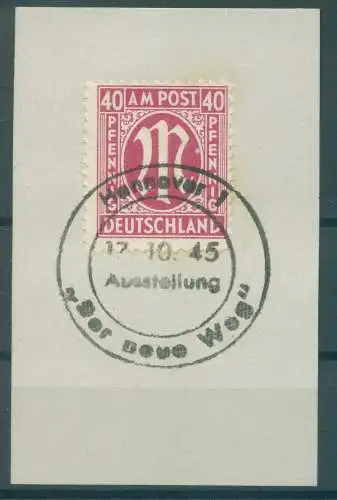 40 AM POST 40
PFENNIG
PFENNIG
M
DEUTSCHLAND
Hannover 1
17.10.45
Ausstellung
"Der neue Weg"